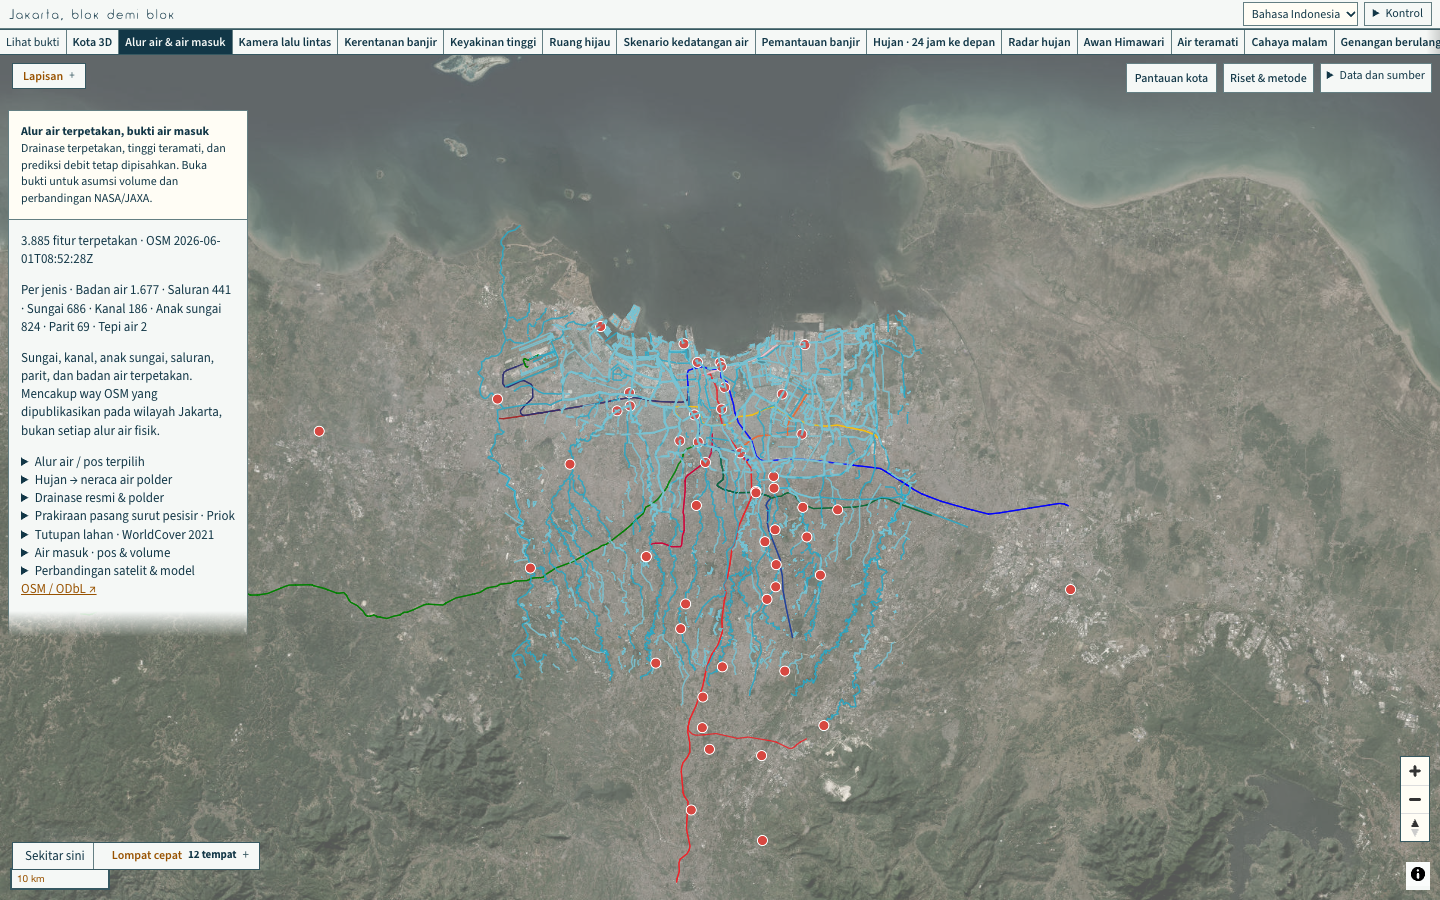 Jakarta, blok demi blok
Bahasa Indonesia
▶ Kontrol
Lihat bukti
Kota 3D
Alur air & air masuk
Kamera lalu lintas
Kerentanan banjir
Keyakinan tinggi
Ruang hijau
Skenario kedatangan air
Pemantauan banjir
Hujan · 24 jam ke depan
Radar hujan
Awan Himawari
Air teramati
Cahaya malam
Genangan berulang
Lapisan +
Pantauan kota
Riset & metode
▶ Data dan sumber
Alur air terpetakan, bukti air masuk
Drainase terpetakan, tinggi teramati, dan
prediksi debit tetap dipisahkan. Buka
bukti untuk asumsi volume dan
perbandingan NASA/JAXA.
3.885 fitur terpetakan · OSM 2026-06-
01T08:52:28Z
Per jenis · Badan air 1.677 · Saluran 441
· Sungai 686 · Kanal 186 · Anak sungai
824 · Parit 69 · Tepi air 2
Sungai, kanal, anak sungai, saluran,
parit, dan badan air terpetakan.
Mencakup way OSM yang
dipublikasikan pada wilayah Jakarta,
bukan setiap alur air fisik.
▶ Alur air / pos terpilih
▶ Hujan → neraca air polder
▶ Drainase resmi & polder
▶ Prakiraan pasang surut pesisir · Priok
▶ Tutupan lahan · WorldCover 2021
▶ Air masuk · pos & volume
▶ Perbandingan satelit & model
OSM / ODbL ↗
Sekitar sini
Lompat cepat 12 tempat +
10 km